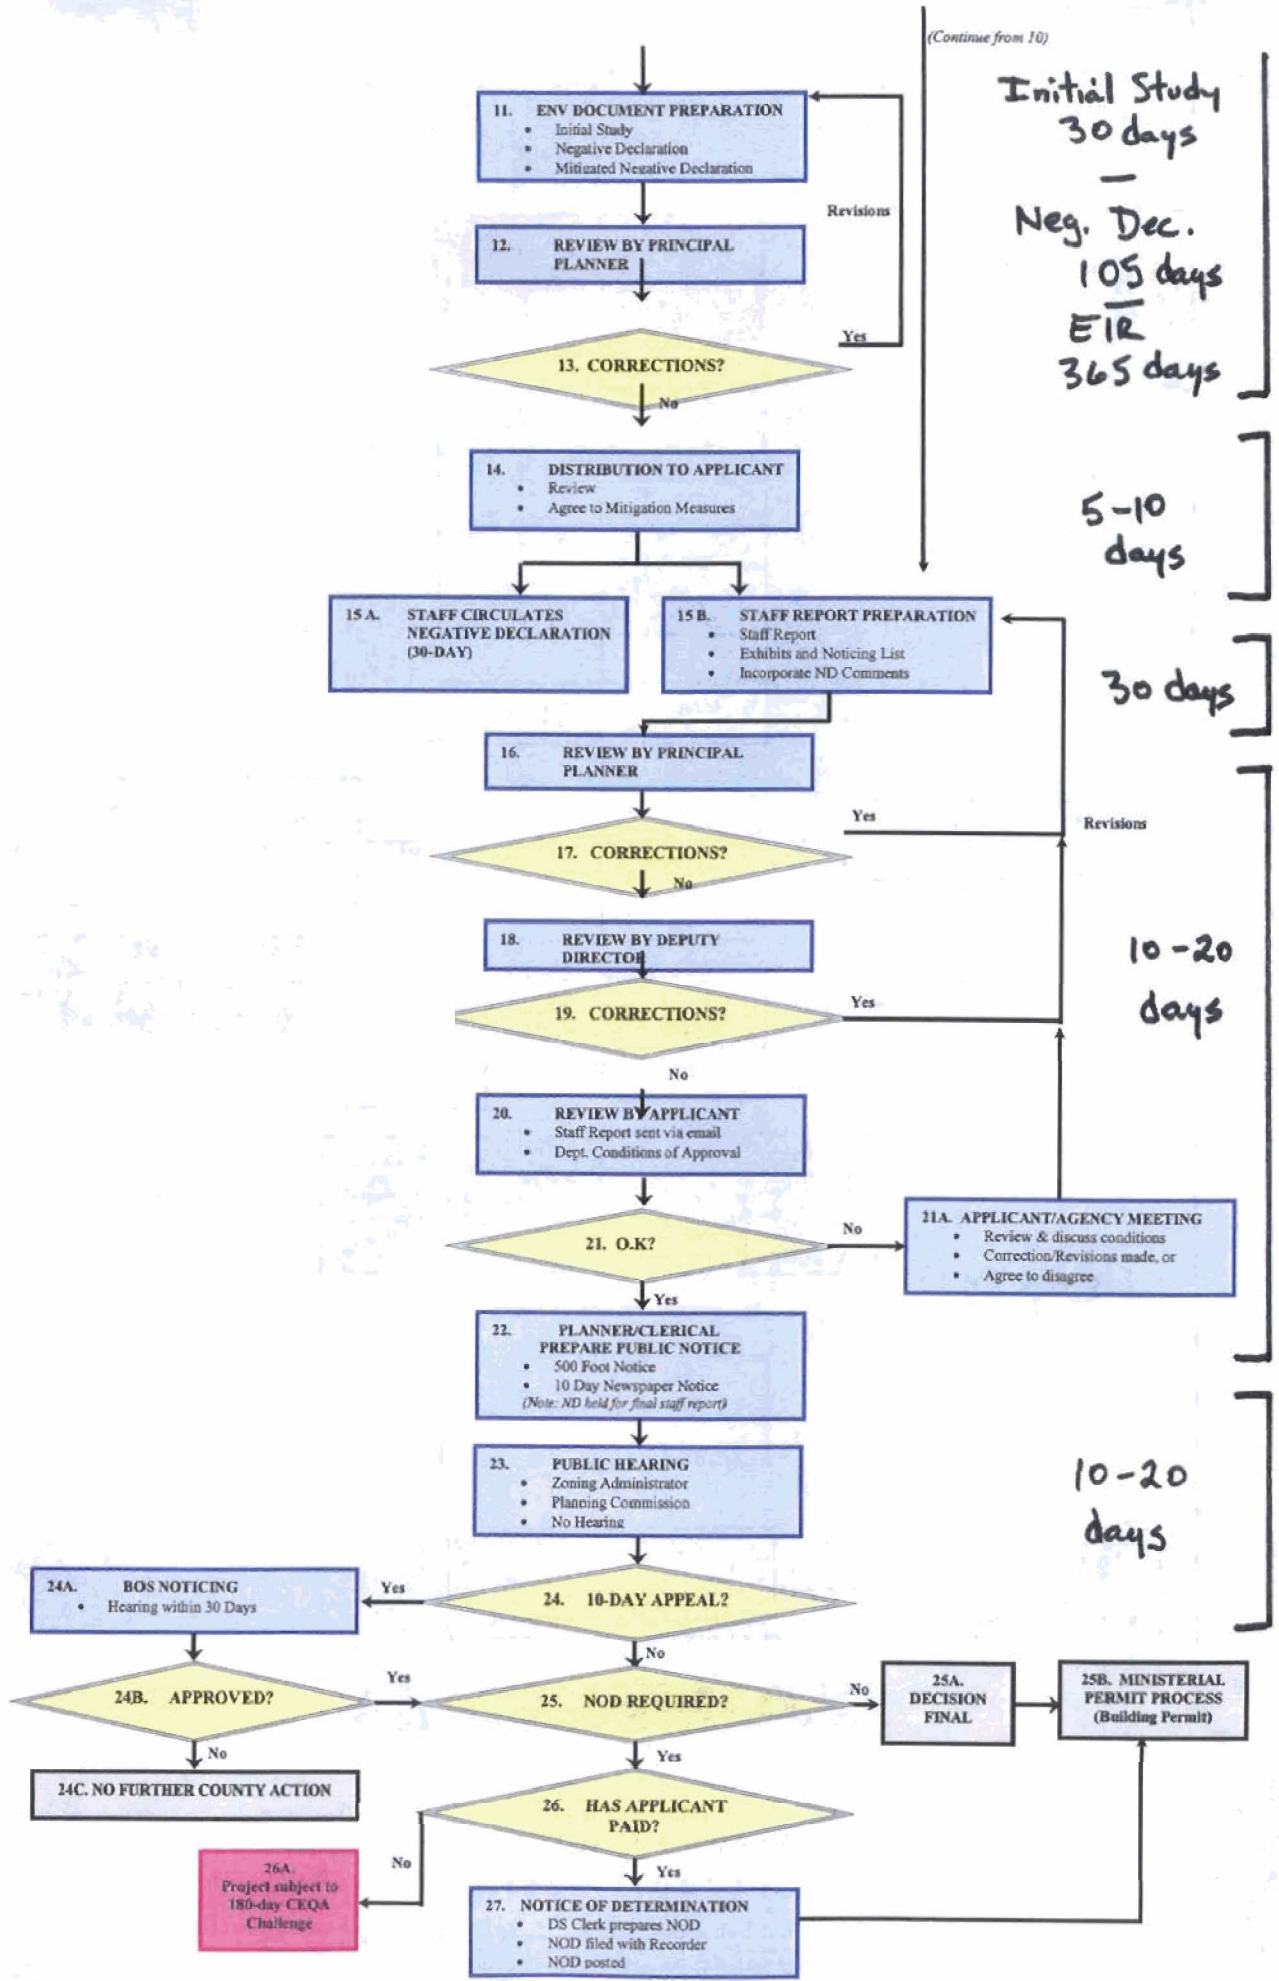 (Continue from 10)
11. ENV DOCUMENT PREPARATION
• Initial Study
• Negative Declaration
• Mitigated Negative Declaration
Revisions
12. REVIEW BY PRINCIPAL
PLANNER
Yes
13. CORRECTIONS?
No
Initial Study
30 days
—
Neg. Dec.
105 days
—
EIR
365 days
14. DISTRIBUTION TO APPLICANT
• Review
• Agree to Mitigation Measures
5-10
days
15 A. STAFF CIRCULATES
NEGATIVE DECLARATION
(30-DAY)
15 B. STAFF REPORT PREPARATION
• Staff Report
• Exhibits and Noticing List
• Incorporate ND Comments
30 days
16. REVIEW BY PRINCIPAL
PLANNER
Yes
Revisions
17. CORRECTIONS?
No
18. REVIEW BY DEPUTY
DIRECTOR
19. CORRECTIONS?
Yes
No
10-20
days
20. REVIEW BY APPLICANT
• Staff Report sent via email
• Dept. Conditions of Approval
21. O.K?
No
21A. APPLICANT/AGENCY MEETING
• Review & discuss conditions
• Correction/Revisions made, or
• Agree to disagree
Yes
22. PLANNER/CLERICAL
PREPARE PUBLIC NOTICE
• 500 Foot Notice
• 10 Day Newspaper Notice
(Note: ND held for final staff report)
23. PUBLIC HEARING
• Zoning Administrator
• Planning Commission
• No Hearing
10-20
days
24. 10-DAY APPEAL?
Yes
24A. BOS NOTICING
• Hearing within 30 Days
No
24B. APPROVED?
Yes
No
24C. NO FURTHER COUNTY ACTION
25. NOD REQUIRED?
No
25A.
DECISION
FINAL
25B. MINISTERIAL
PERMIT PROCESS
(Building Permit)
Yes
26. HAS APPLICANT
PAID?
No
26A.
Project subject to
180-day CEQA
Challenge
Yes
27. NOTICE OF DETERMINATION
• DS Clerk prepares NOD
• NOD filed with Recorder
• NOD posted